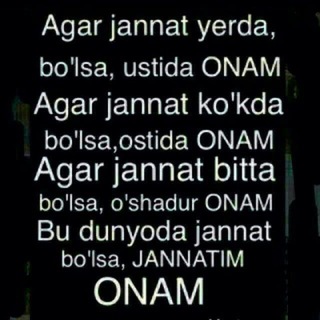 Agar jannat yerda,
bo'lsa, ustida ONAM
Agar jannat ko'kda
bo'lsa,ostida ONAM
Agar jannat bitta
bo'lsa, o'shadur ONAM
Bu dunyoda jannat
bo'lsa, JANNATIM
ONAM